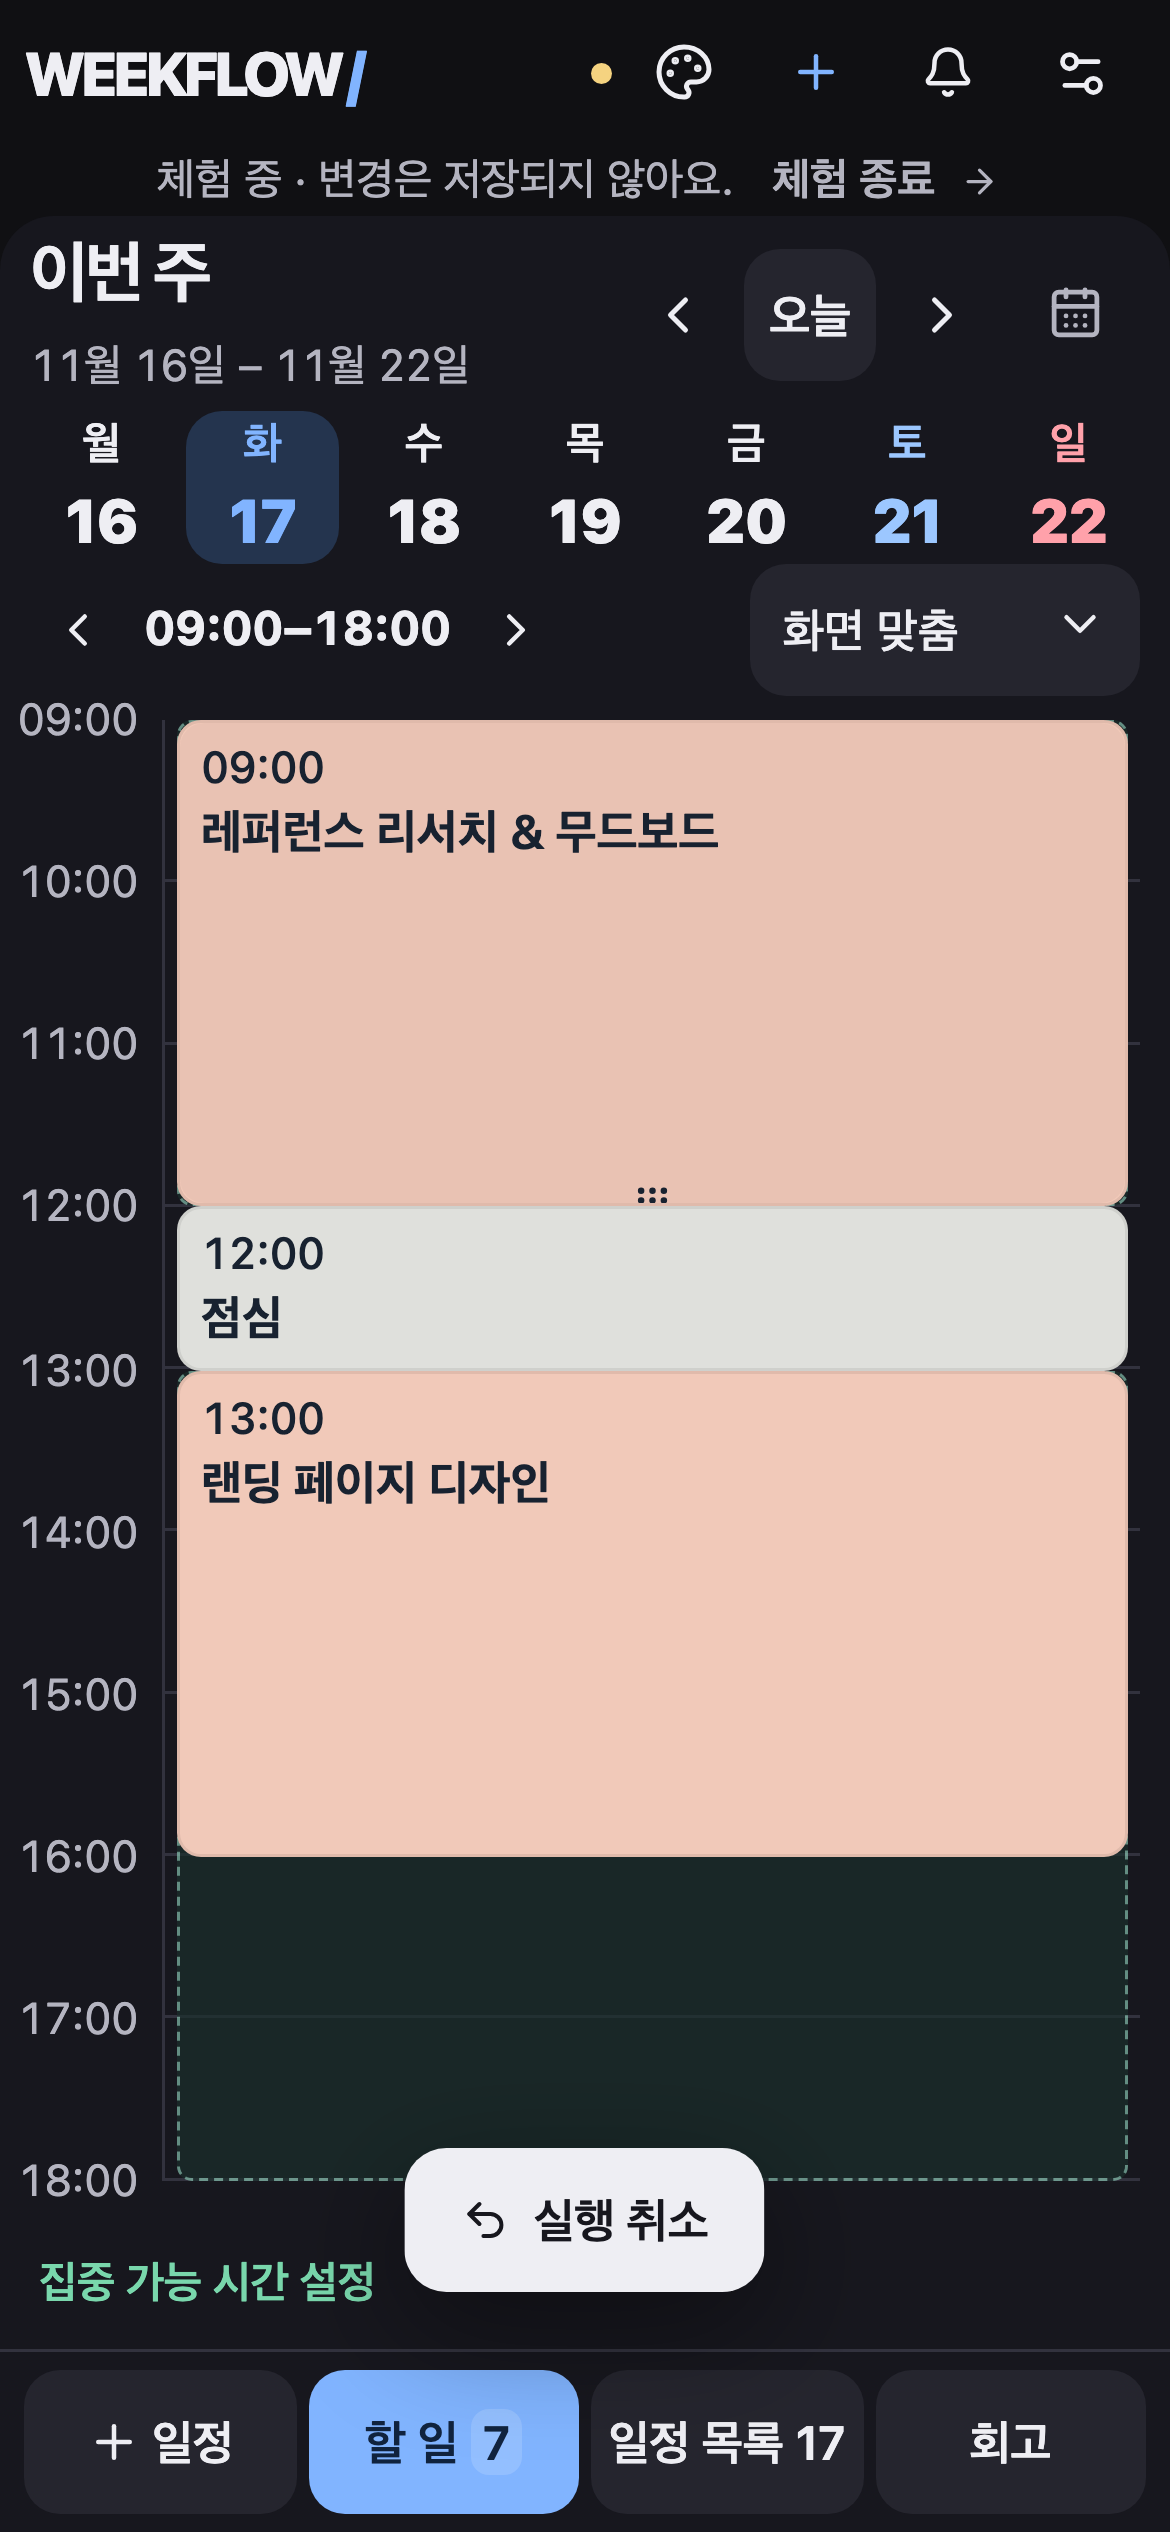 WEEKFLOW/
체험 중 · 변경은 저장되지 않아요. 체험 종료 →
이번 주
오늘
11월 16일 – 11월 22일
월 화 수 목 금 토 일
16 17 18 19 20 21 22
09:00–18:00
화면 맞춤
09:00
09:00
레퍼런스 리서치 & 무드보드
10:00
11:00
12:00
12:00
점심
13:00
13:00
랜딩 페이지 디자인
14:00
15:00
16:00
17:00
18:00
실행 취소
집중 가능 시간 설정
+ 일정
할 일 7
일정 목록 17
회고